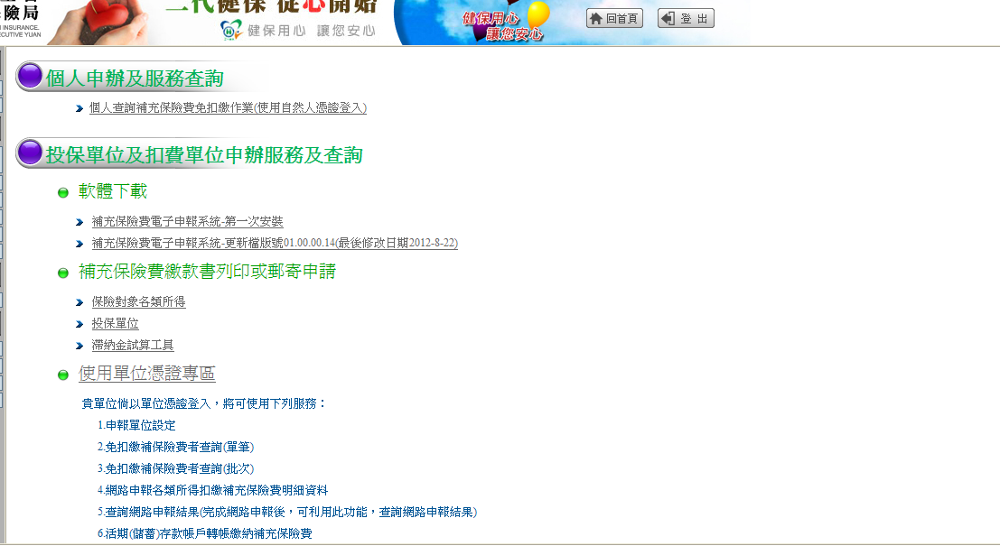 險局
INSURANCE,
CUTIVE YUAN
二代健保 從心開始
健保用心 讓您安心
健保用心
讓您安心
回首頁
登 出
個人申辦及服務查詢
個人查詢補充保險費免扣繳作業(使用自然人憑證登入)
投保單位及扣費單位申辦服務及查詢
軟體下載
補充保險費電子申報系統-第一次安裝
補充保險費電子申報系統-更新檔版號01.00.00.14(最後修改日期2012-8-22)
補充保險費繳款書列印或郵寄申請
保險對象各類所得
投保單位
滯納金試算工具
使用單位憑證專區
貴單位倘以單位憑證登入，將可使用下列服務：
1.申報單位設定
2.免扣繳補保險費者查詢(單筆)
3.免扣繳補保險費者查詢(批次)
4.網路申報各類所得扣繳補充保險費明細資料
5.查詢網路申報結果(完成網路申報後，可利用此功能，查詢網路申報結果)
6.活期(儲蓄)存款帳戶轉帳繳納補充保險費